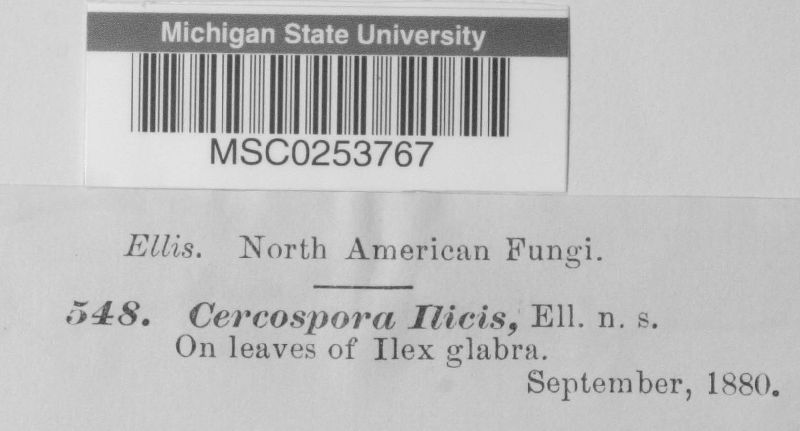 Michigan State University
MSC0253767
Ellis. North American Fungi.
548. Cercospora Ilicis, Ell. n. s.
On leaves of Ilex glabra.
September, 1880.